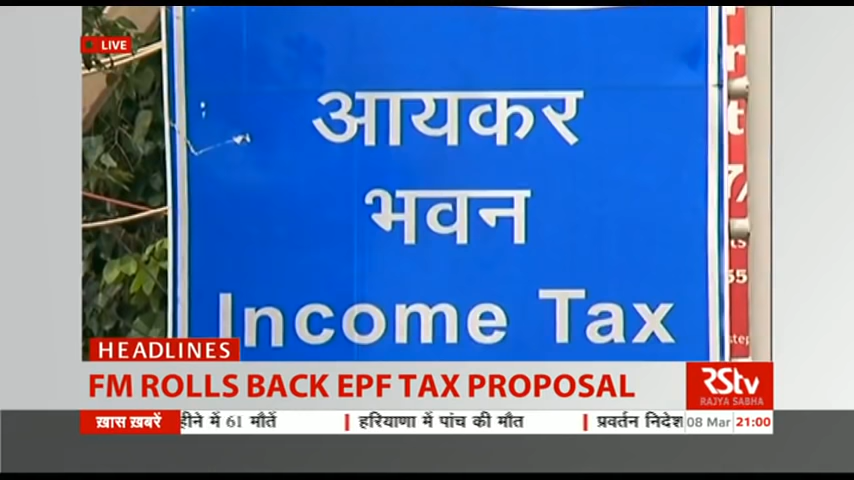 LIVE
आयकर
भवन
Income Tax
HEADLINES
FM ROLLS BACK EPF TAX PROPOSAL
RStv
RAJYA SABHA
ख़ास ख़बरें
हीने में 61 मौतें | हरियाणा में पांच की मौत | प्रवर्तन निदेश
08 Mar 21:00